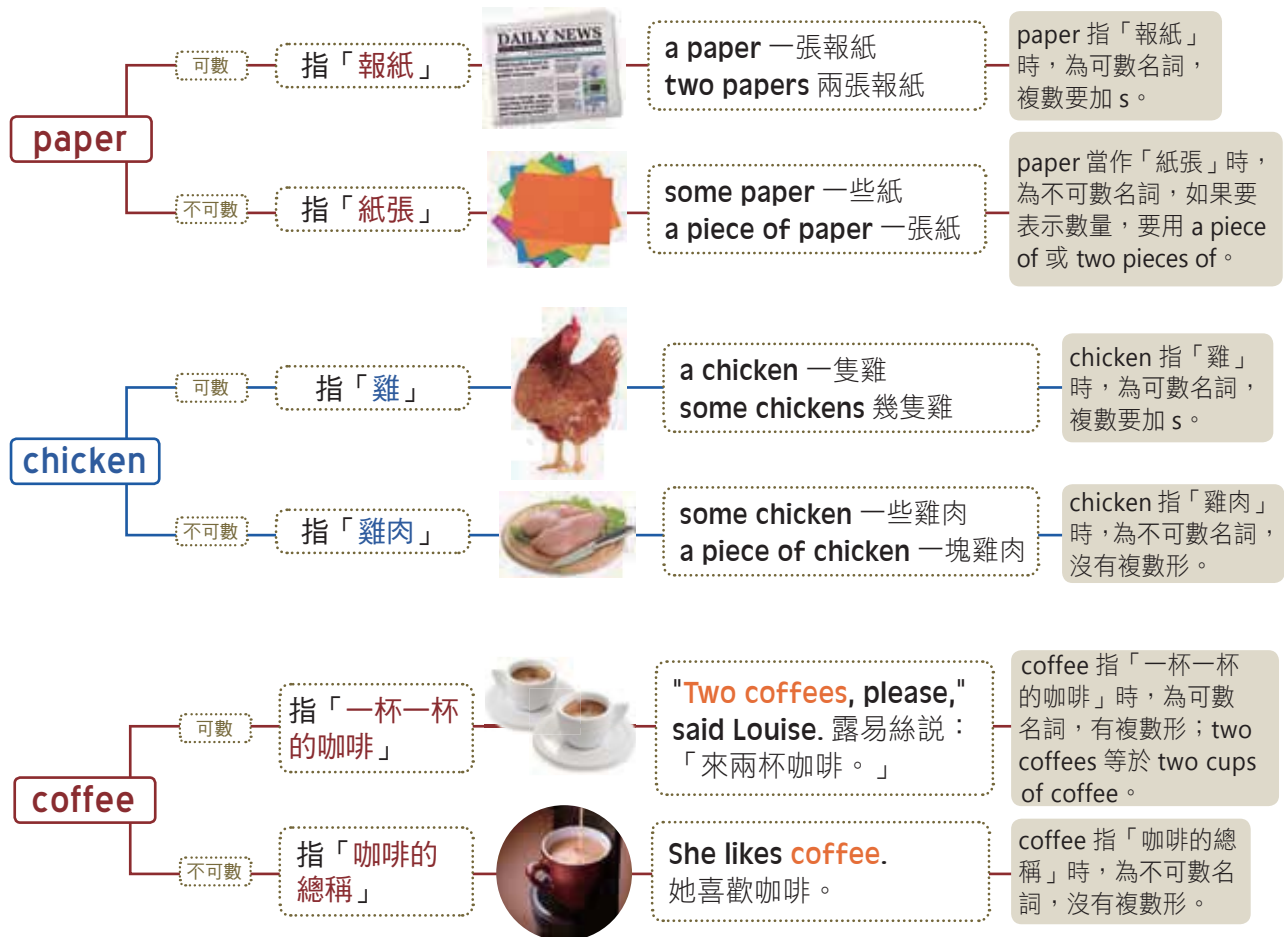 paper
可數
指「報紙」
DAILY NEWS
a paper 一張報紙
two papers 兩張報紙
paper 指「報紙」
時，為可數名詞，
複數要加 s。
不可數
指「紙張」
some paper 一些紙
a piece of paper 一張紙
paper 當作「紙張」時，
為不可數名詞，如果要
表示數量，要用 a piece
of 或 two pieces of。
chicken
可數
指「雞」
a chicken 一隻雞
some chickens 幾隻雞
chicken 指「雞」
時，為可數名詞，
複數要加 s。
不可數
指「雞肉」
some chicken 一些雞肉
a piece of chicken 一塊雞肉
chicken 指「雞肉」
時，為不可數名詞，
沒有複數形。
coffee
可數
指「一杯一杯
的咖啡」
"Two coffees, please,"
said Louise. 露易絲說：
「來兩杯咖啡。」
coffee 指「一杯一杯
的咖啡」時，為可數
名詞，有複數形；two
coffees 等於 two cups
of coffee。
不可數
指「咖啡的
總稱」
She likes coffee.
她喜歡咖啡。
coffee 指「咖啡的總
稱」時，為不可數名
詞，沒有複數形。